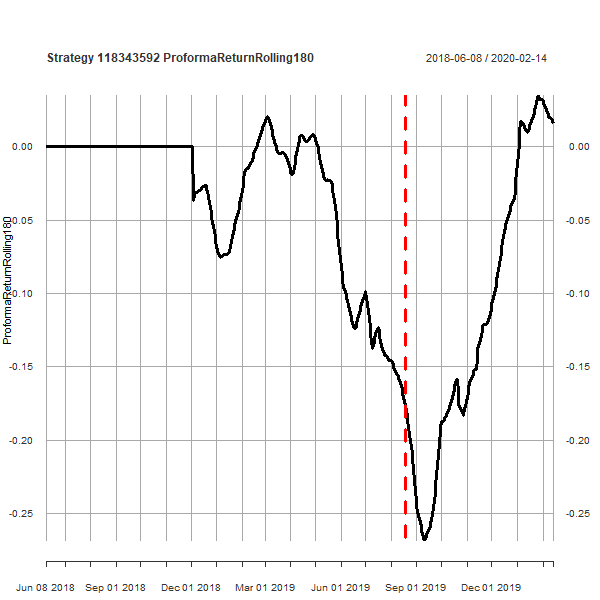 Strategy 118343592 ProformaReturnRolling180 2018-06-08 / 2020-02-14
0.00 0.00
-0.05 -0.05
ProformaReturnRolling180
-0.10 -0.10
-0.15 -0.15
-0.20 -0.20
-0.25 -0.25
Jun 08 2018 Sep 01 2018 Dec 01 2018 Mar 01 2019 Jun 01 2019 Sep 01 2019 Dec 01 2019